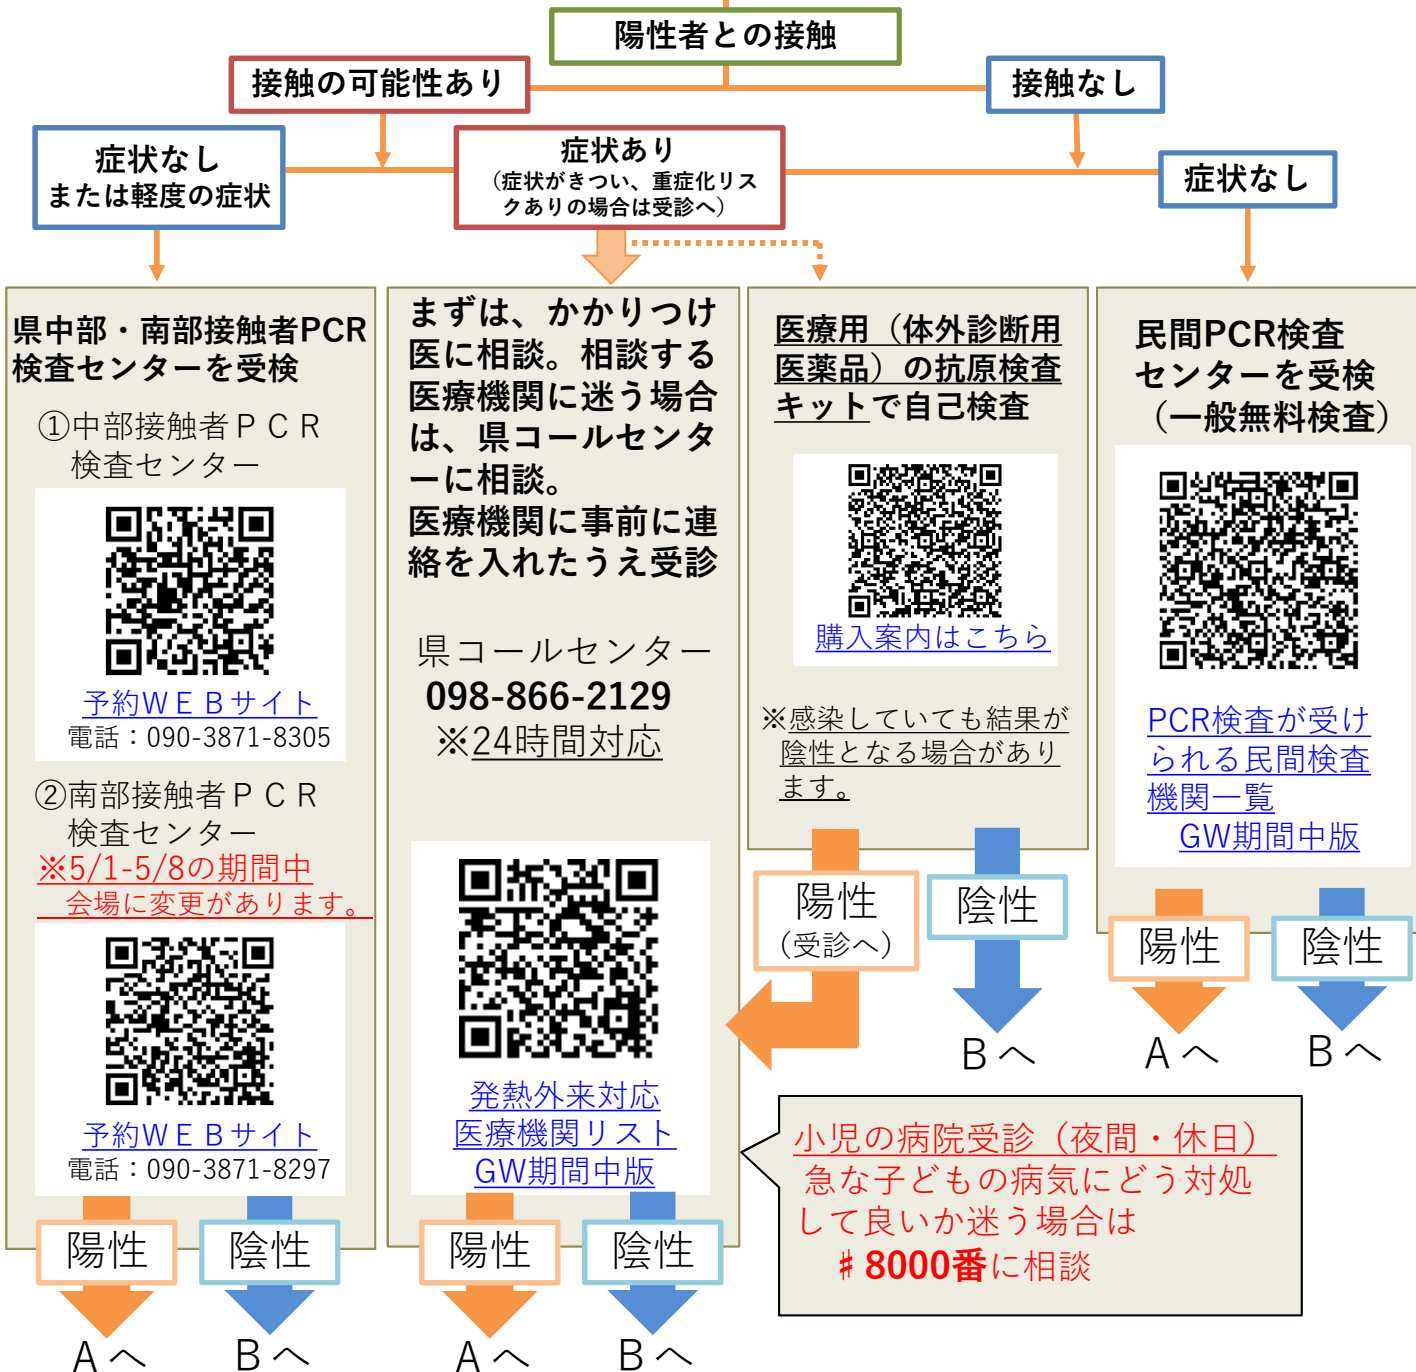 陽性者との接触
接触の可能性あり
接触なし
症状なし
または軽度の症状
症状あり
（症状がきつい、重症化リス
クありの場合は受診へ）
症状なし
県中部・南部接触者PCR
検査センターを受検
①中部接触者ＰＣＲ
検査センター
予約ＷＥＢサイト
電話：090-3871-8305
②南部接触者ＰＣＲ
検査センター
※5/1-5/8の期間中
会場に変更があります。
予約ＷＥＢサイト
電話：090-3871-8297
陽性
陰性
Ａへ
Ｂへ
まずは、かかりつけ
医に相談。相談する
医療機関に迷う場合
は、県コールセンタ
ーに相談。
医療機関に事前に連
絡を入れたうえ受診
県コールセンター
098-866-2129
※24時間対応
発熱外来対応
医療機関リスト
GW期間中版
陽性
陰性
Ａへ
Ｂへ
医療用（体外診断用
医薬品）の抗原検査
キットで自己検査
購入案内はこちら
※感染していても結果が
陰性となる場合があり
ます。
陽性
（受診へ）
陰性
Ｂへ
民間PCR検査
センターを受検
（一般無料検査）
PCR検査が受け
られる民間検査
機関一覧
GW期間中版
陽性
陰性
Ａへ
Ｂへ
小児の病院受診（夜間・休日）
急な子どもの病気にどう対処
して良いか迷う場合は
♯8000番に相談